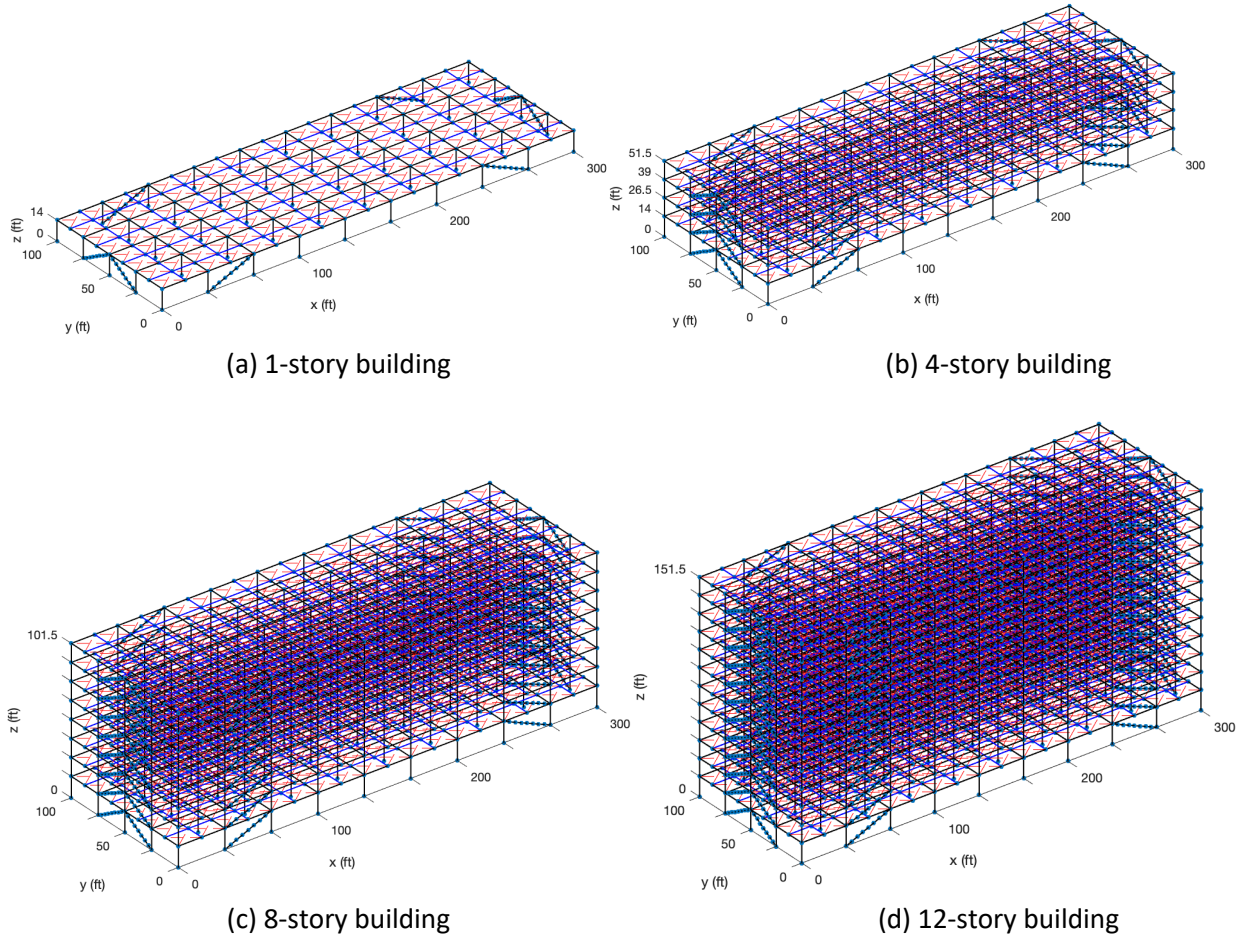 14
0
z (ft)
100
50
0
y (ft)
0
100
200
300
x (ft)
(a) 1-story building
51.5
39
26.5
14
0
z (ft)
100
50
0
y (ft)
0
100
200
300
x (ft)
(b) 4-story building
101.5
0
z (ft)
100
50
0
y (ft)
0
100
200
300
x (ft)
(c) 8-story building
151.5
0
z (ft)
100
50
0
y (ft)
0
100
200
300
x (ft)
(d) 12-story building